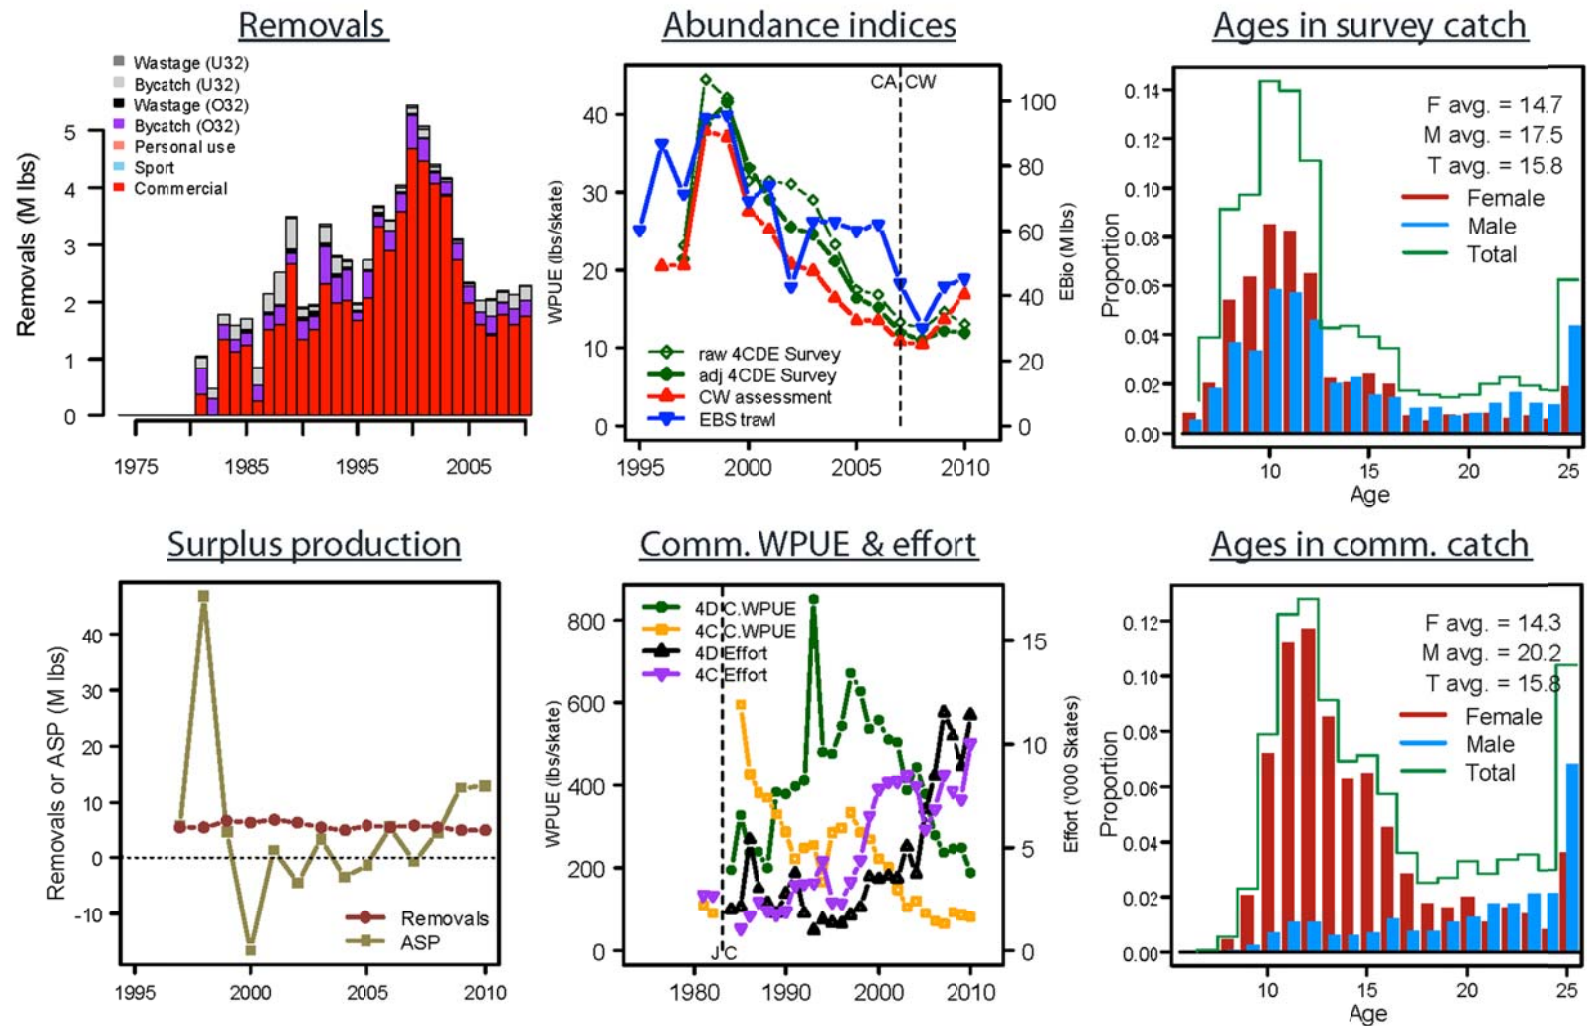 Removals
Wastage (U32)
Bycatch (U32)
Wastage (O32)
Bycatch (O32)
Personal use
Sport
Commercial
Removals (M lbs)
5
4
3
2
1
0
1975
1985
1995
2005
Abundance indices
CA
CW
40
30
20
10
0
WPUE (lbs/skate)
100
80
60
40
20
0
EBio (Mlbs)
raw 4CDE Survey
adj 4CDE Survey
CW assessment
EBS trawl
1995
2000
2005
2010
Ages in survey catch
F avg. = 14.7
M avg. = 17.5
T avg. = 15.8
Female
Male
Total
Proportion
0.14
0.12
0.10
0.08
0.06
0.04
0.02
0.00
10
15
20
25
Age
Surplus production
Removals or ASP (M lbs)
40
30
20
10
0
-10
Removals
ASP
1995
2000
2005
2010
Comm. WPUE & effort
4D C.WPUE
4C C.WPUE
4D Effort
4C Effort
WPUE (lbs/skate)
800
600
400
200
0
15
10
5
0
Effort ('000 Skates)
J
C
1980
1990
2000
2010
Ages in comm. catch
F avg. = 14.3
M avg. = 20.2
T avg. = 15.8
Female
Male
Total
Proportion
0.12
0.10
0.08
0.06
0.04
0.02
0.00
10
15
20
25
Age